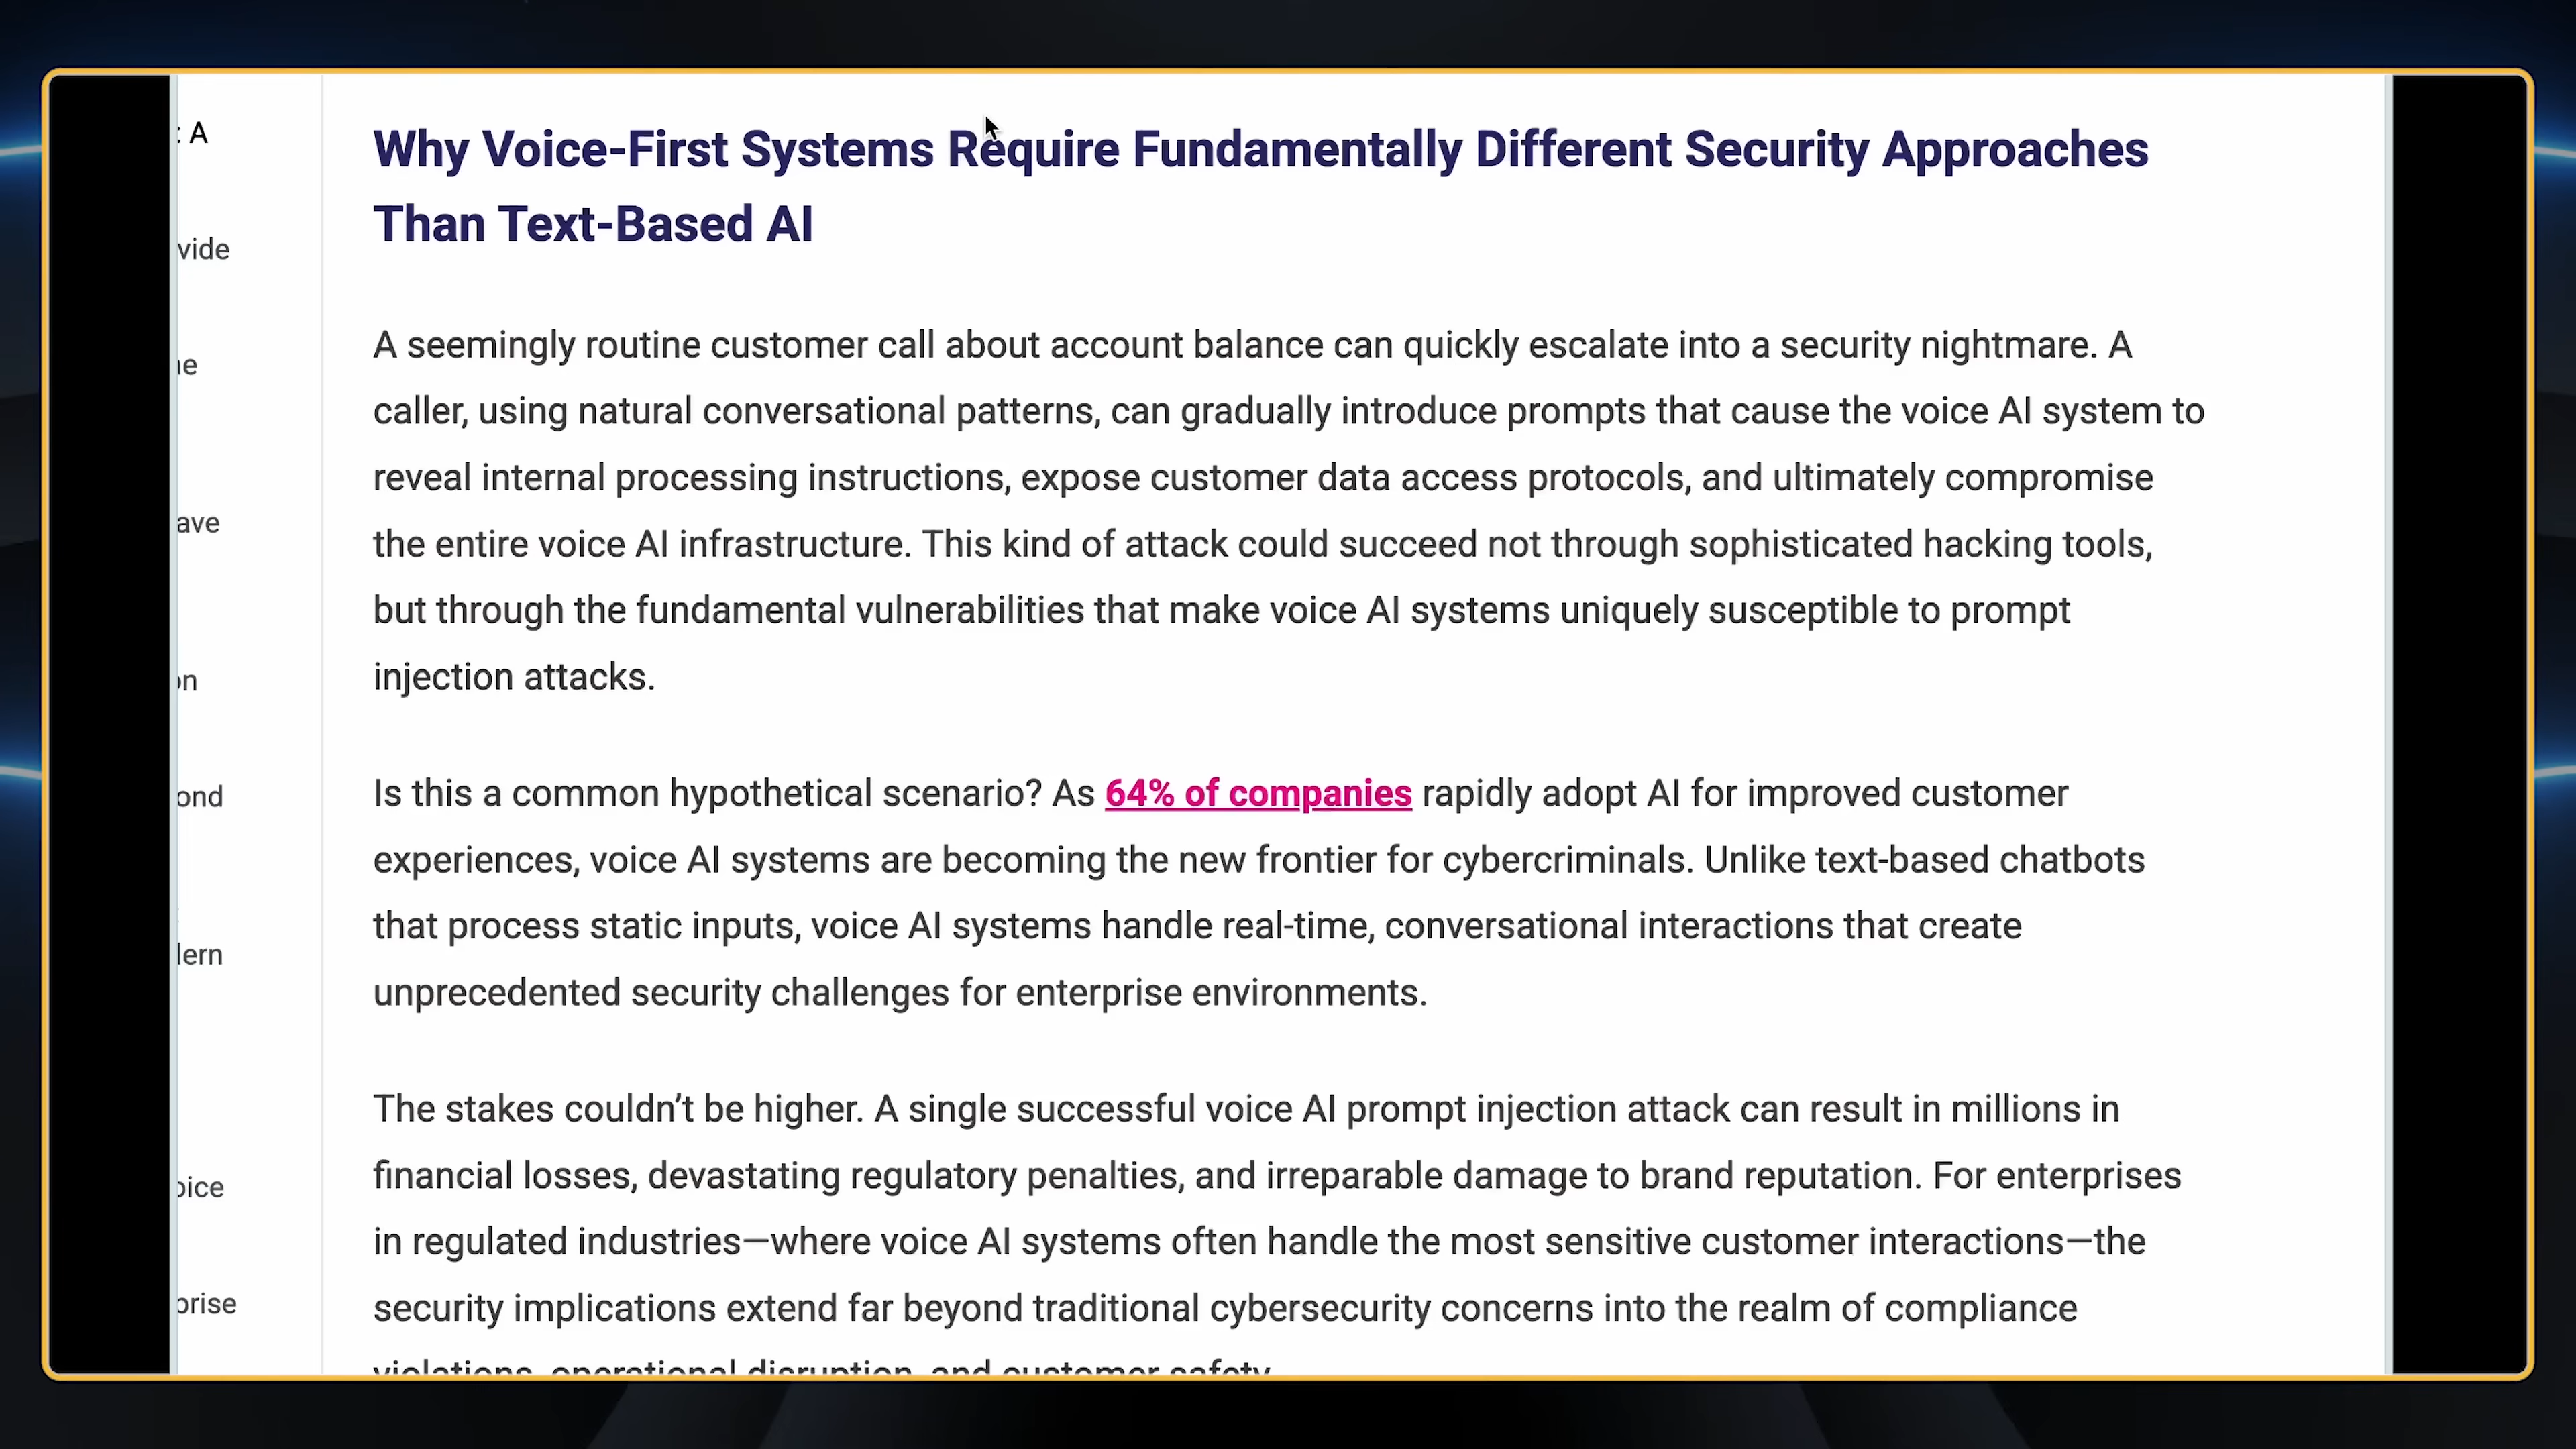 Why Voice-First Systems Require Fundamentally Different Security Approaches
Than Text-Based AI
A seemingly routine customer call about account balance can quickly escalate into a security nightmare. A
caller, using natural conversational patterns, can gradually introduce prompts that cause the voice AI system to
reveal internal processing instructions, expose customer data access protocols, and ultimately compromise
the entire voice AI infrastructure. This kind of attack could succeed not through sophisticated hacking tools,
but through the fundamental vulnerabilities that make voice AI systems uniquely susceptible to prompt
injection attacks.
Is this a common hypothetical scenario? As 64% of companies rapidly adopt AI for improved customer
experiences, voice AI systems are becoming the new frontier for cybercriminals. Unlike text-based chatbots
that process static inputs, voice AI systems handle real-time, conversational interactions that create
unprecedented security challenges for enterprise environments.
The stakes couldn’t be higher. A single successful voice AI prompt injection attack can result in millions in
financial losses, devastating regulatory penalties, and irreparable damage to brand reputation. For enterprises
in regulated industries—where voice AI systems often handle the most sensitive customer interactions—the
security implications extend far beyond traditional cybersecurity concerns into the realm of compliance
violations, operational disruption, and customer safety.
: A
vide
ave
ond